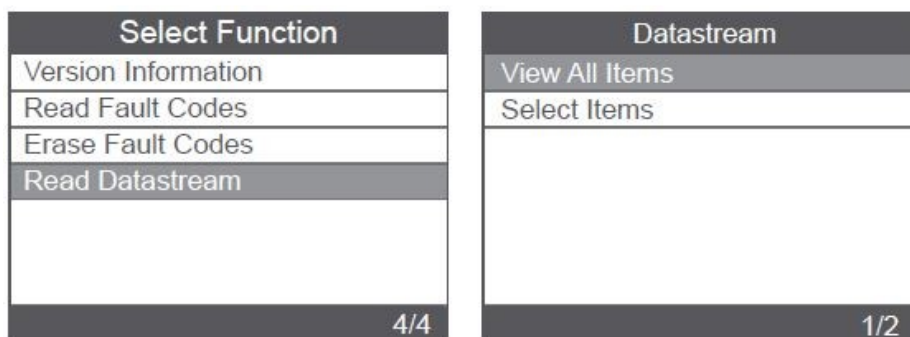 Select Function
Version Information
Read Fault Codes
Erase Fault Codes
Read Datastream
4/4
Datastream
View All Items
Select Items
1/2